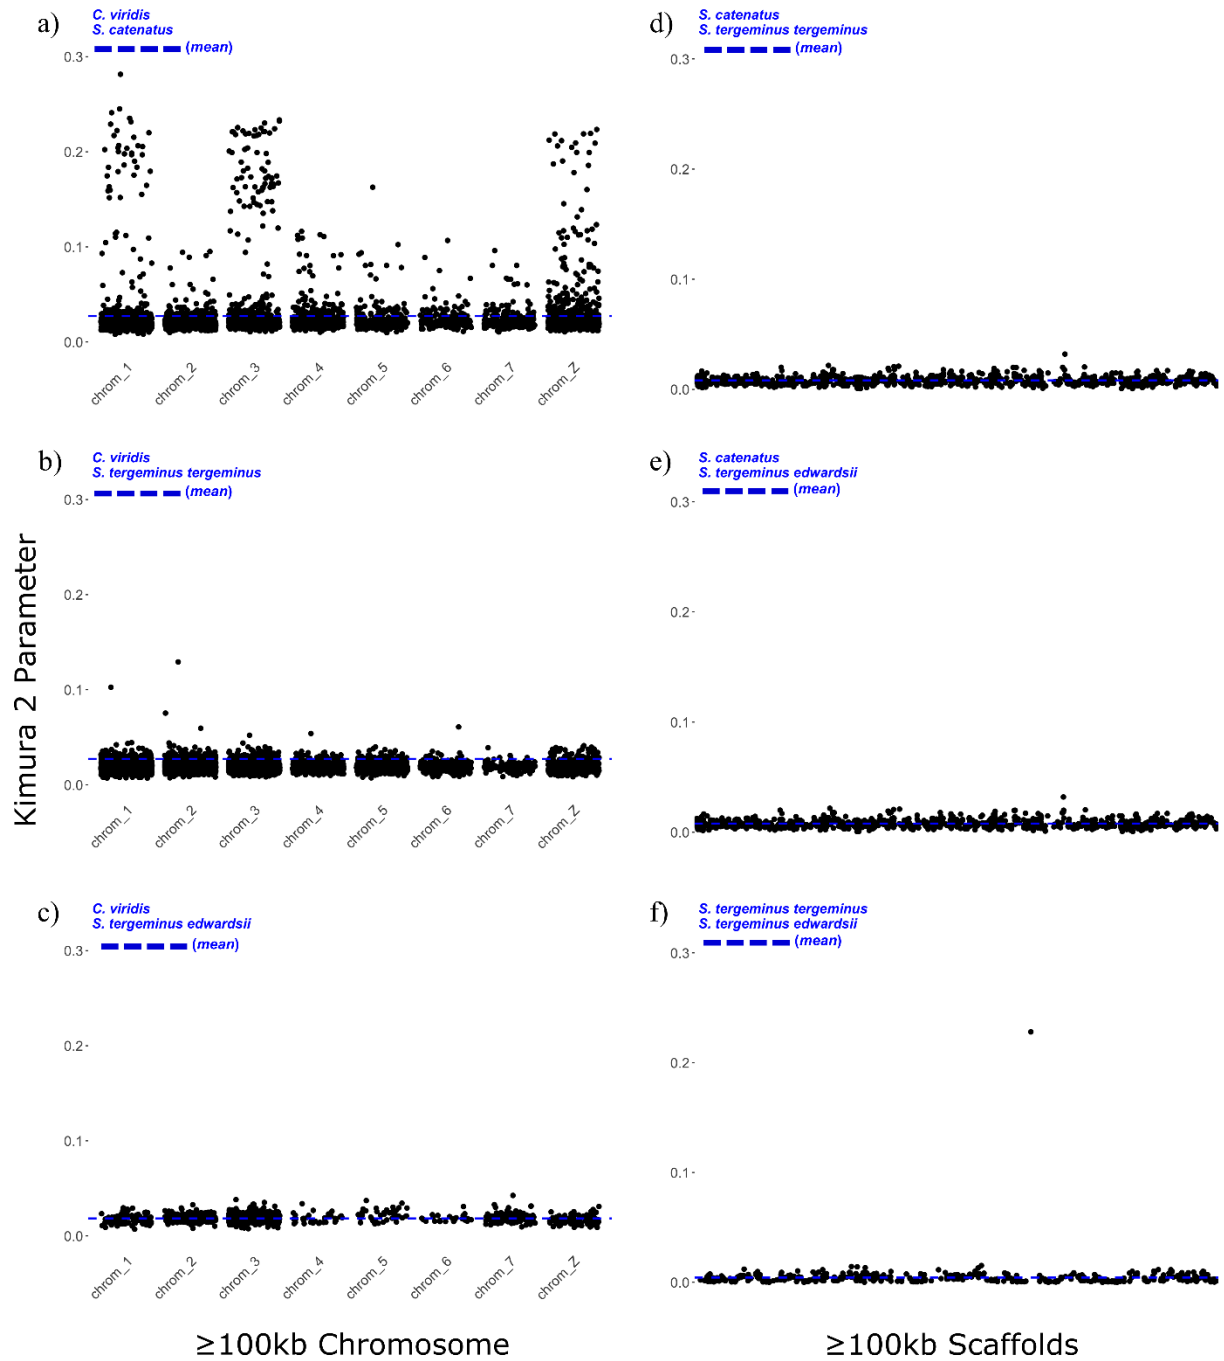 a)
C. viridis
S. catenatus
(mean)
0.3
0.2
0.1
0.0
chrom_1
chrom_2
chrom_3
chrom_4
chrom_5
chrom_6
chrom_7
chrom_Z
d)
S. catenatus
S. tergeminus tergeminus
(mean)
0.3
0.2
0.1
0.0
b)
C. viridis
S. tergeminus tergeminus
(mean)
0.3
0.2
0.1
0.0
chrom_1
chrom_2
chrom_3
chrom_4
chrom_5
chrom_6
chrom_7
chrom_Z
e)
S. catenatus
S. tergeminus edwardsii
(mean)
0.3
0.2
0.1
0.0
Kimura 2 Parameter
c)
C. viridis
S. tergeminus edwardsii
(mean)
0.3
0.2
0.1
0.0
chrom_1
chrom_2
chrom_3
chrom_4
chrom_5
chrom_6
chrom_7
chrom_Z
f)
S. tergeminus tergeminus
S. tergeminus edwardsii
(mean)
0.3
0.2
0.1
0.0
≥100kb Chromosome
≥100kb Scaffolds